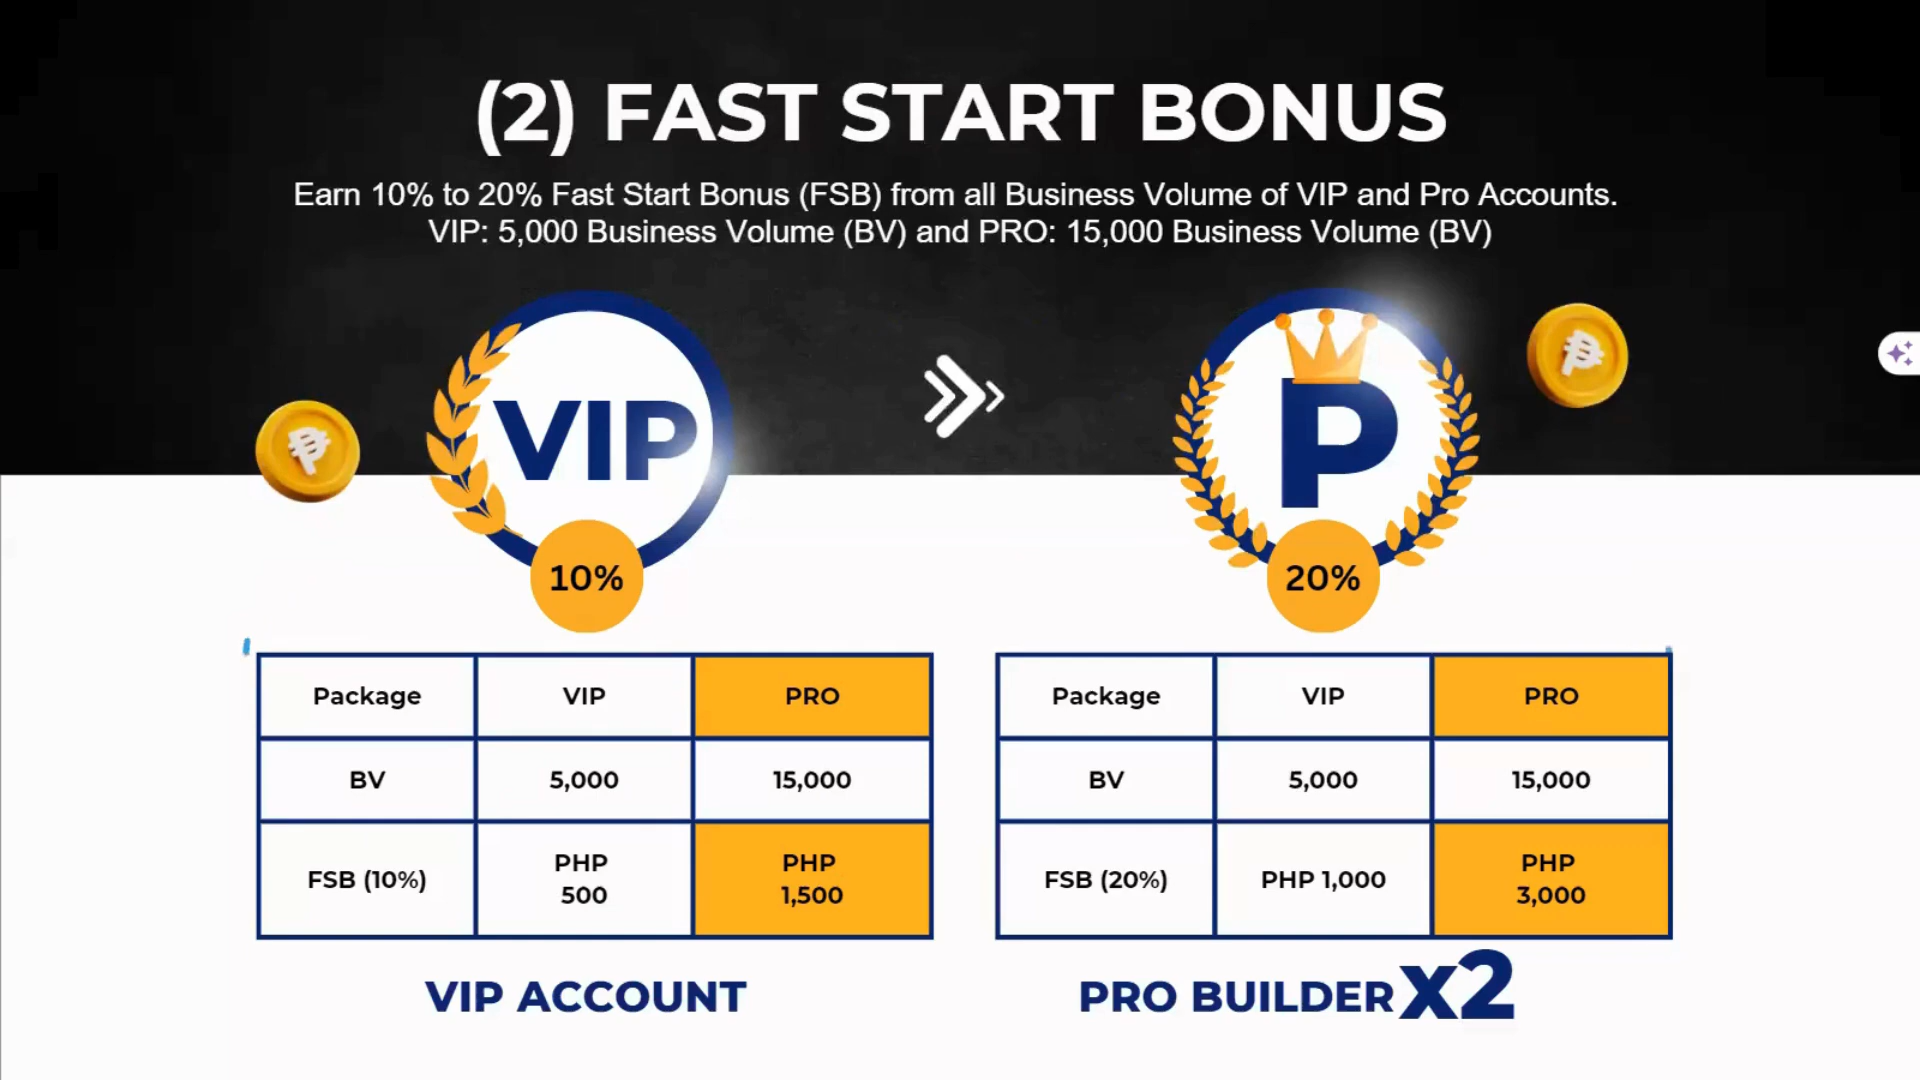 (2) FAST START BONUS
Earn 10% to 20% Fast Start Bonus (FSB) from all Business Volume of VIP and Pro Accounts.
VIP: 5,000 Business Volume (BV) and PRO: 15,000 Business Volume (BV)
VIP
10%
P
20%
Package VIP PRO
BV 5,000 15,000
FSB (10%) PHP 500 PHP 1,500
VIP ACCOUNT
Package VIP PRO
BV 5,000 15,000
FSB (20%) PHP 1,000 PHP 3,000
PRO BUILDER X2